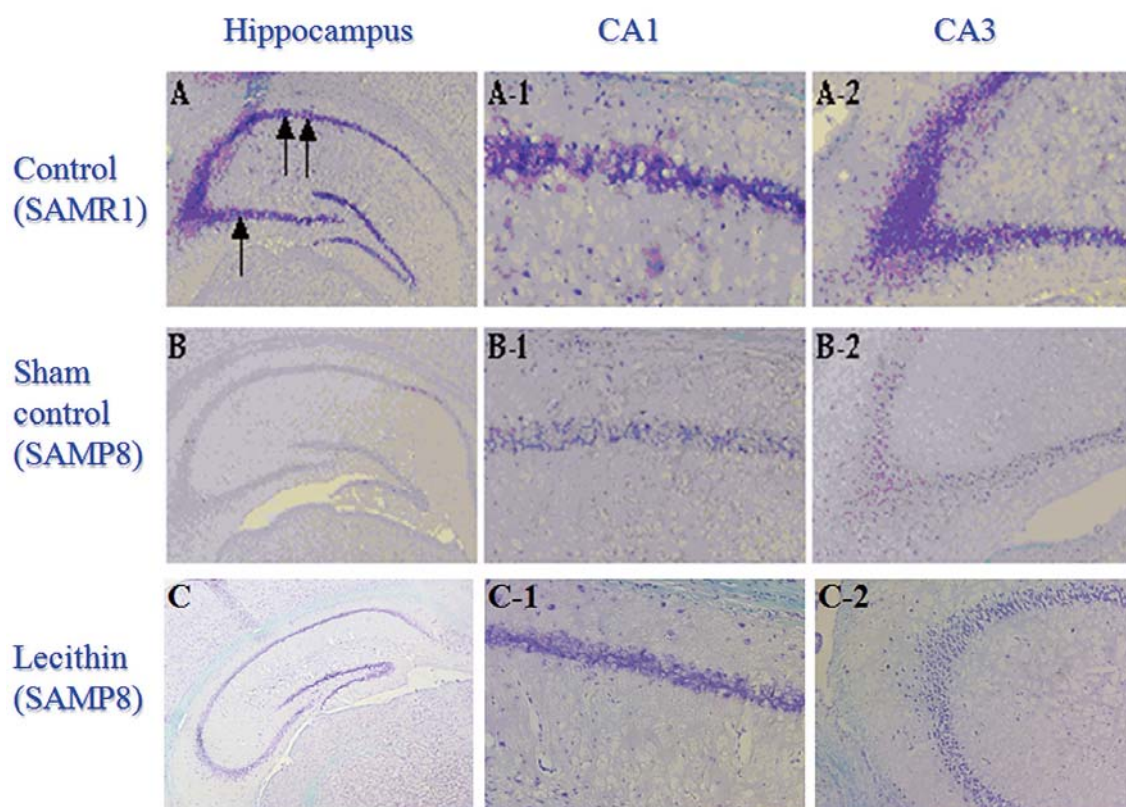 Hippocampus CA1 CA3
Control
(SAMR1)
A A-1 A-2
Sham
control
(SAMP8)
B B-1 B-2
Lecithin
(SAMP8)
C C-1 C-2